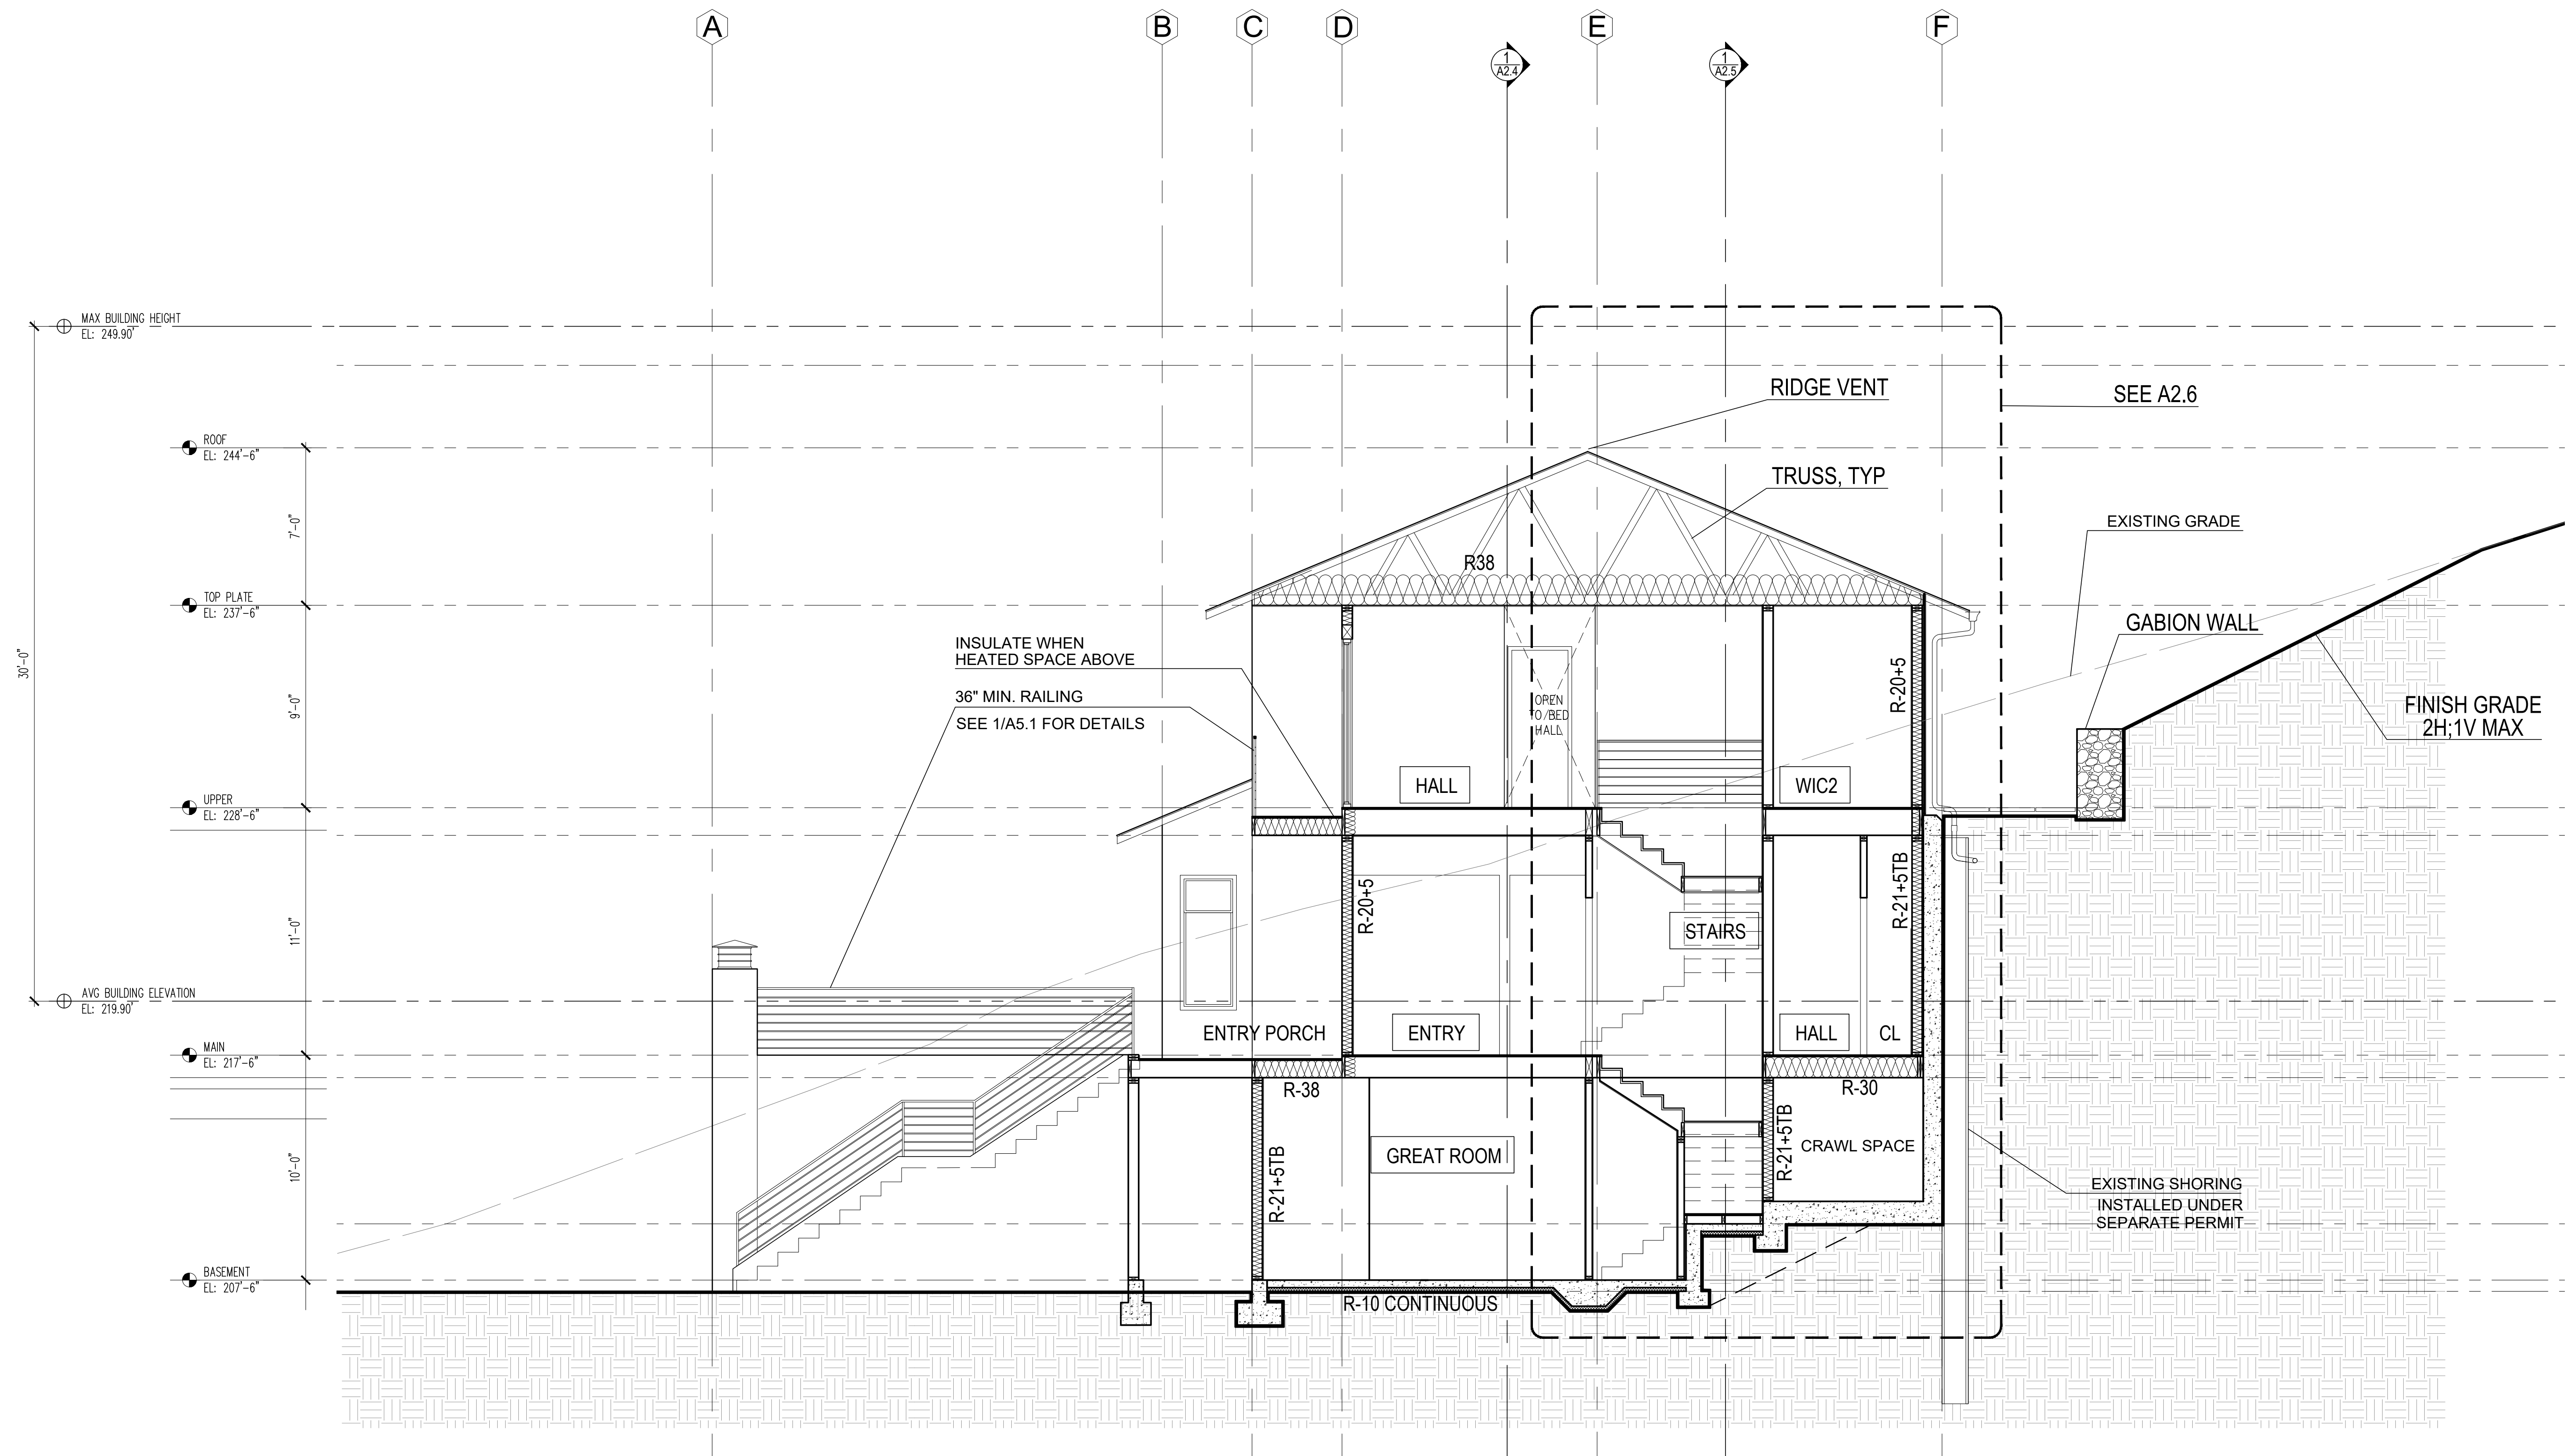 A
B
C
D
E
F
1
A2.4
1
A2.5
MAX BUILDING HEIGHT
EL: 249.90'
RIDGE VENT
SEE A2.6
ROOF
EL: 244'-6"
TRUSS, TYP
7'-0"
EXISTING GRADE
R38
TOP PLATE
EL: 237'-6"
GABION WALL
INSULATE WHEN
HEATED SPACE ABOVE
30'-0"
R-20+5
36" MIN. RAILING
SEE 1/A5.1 FOR DETAILS
9'-0"
OPEN
TO/BED
HALL
FINISH GRADE
2H;1V MAX
HALL
WIC2
UPPER
EL: 228'-6"
R-20+5
R-21+5TB
11'-0"
STAIRS
AVG BUILDING ELEVATION
EL: 219.90'
ENTRY PORCH
ENTRY
HALL
CL
MAIN
EL: 217'-6"
R-38
R-30
R-21+5TB
CRAWL SPACE
GREAT ROOM
10'-0"
R-21+5TB
EXISTING SHORING
INSTALLED UNDER
SEPARATE PERMIT
BASEMENT
EL: 207'-6"
R-10 CONTINUOUS